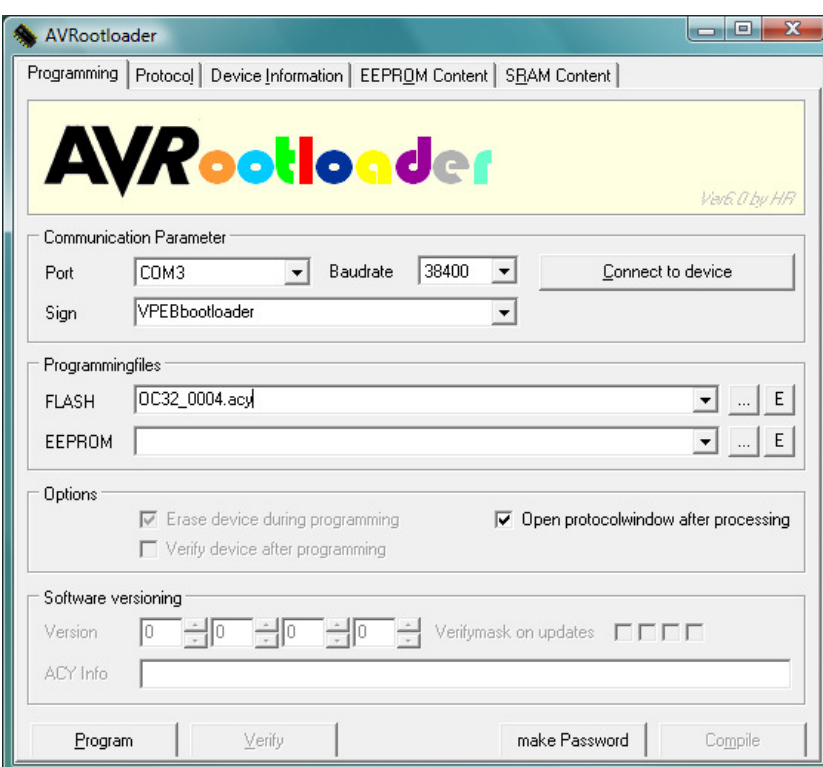 AVRootloader
Programming Protocol Device Information EEPROM Content SRAM Content
AVRootloader
Ver6.0 by HR
Communication Parameter
Port COM3 Baudrate 38400 Connect to device
Sign VPEBbootloader
Programmingfiles
FLASH OC32_0004.acy ... E
EEPROM ... E
Options
Erase device during programming Open protocolwindow after processing
Verify device after programming
Software versioning
Version 0 0 0 0 Verifymask on updates
ACY Info
Program Verify make Password Compile